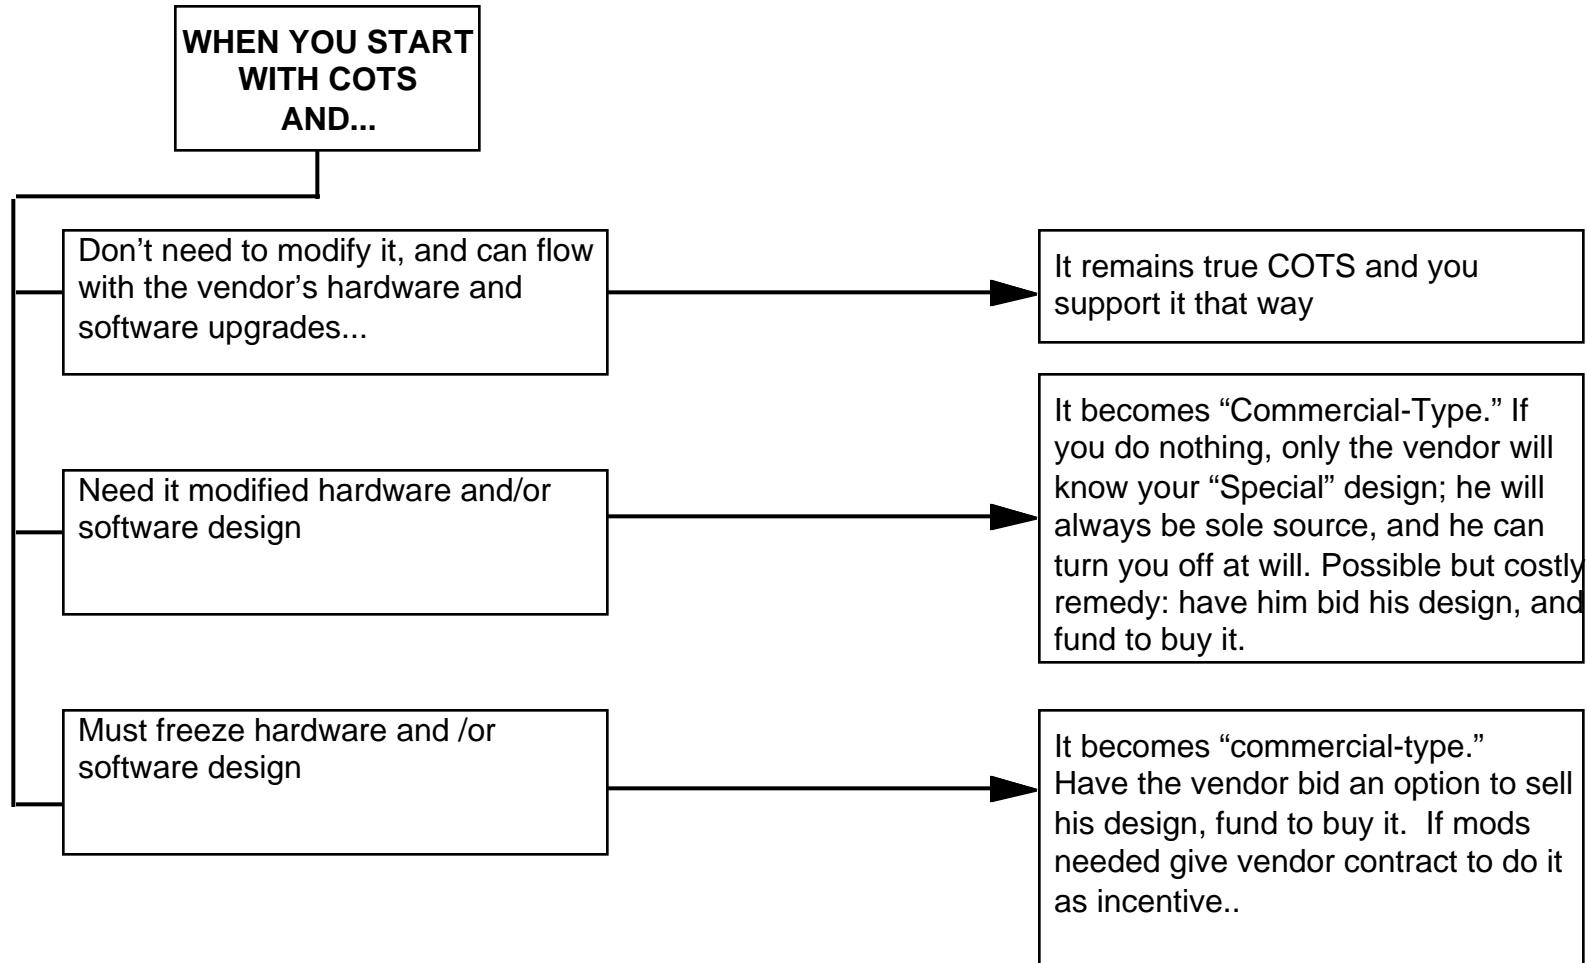 WHEN YOU START
WITH COTS
AND...
Don’t need to modify it, and can flow
with the vendor’s hardware and
software upgrades...
It remains true COTS and you
support it that way
Need it modified hardware and/or
software design
It becomes “Commercial-Type.” If
you do nothing, only the vendor will
know your “Special” design; he will
always be sole source, and he can
turn you off at will. Possible but costly
remedy: have him bid his design, and
fund to buy it.
Must freeze hardware and /or
software design
It becomes “commercial-type.”
Have the vendor bid an option to sell
his design, fund to buy it.  If mods
needed give vendor contract to do it
as incentive..